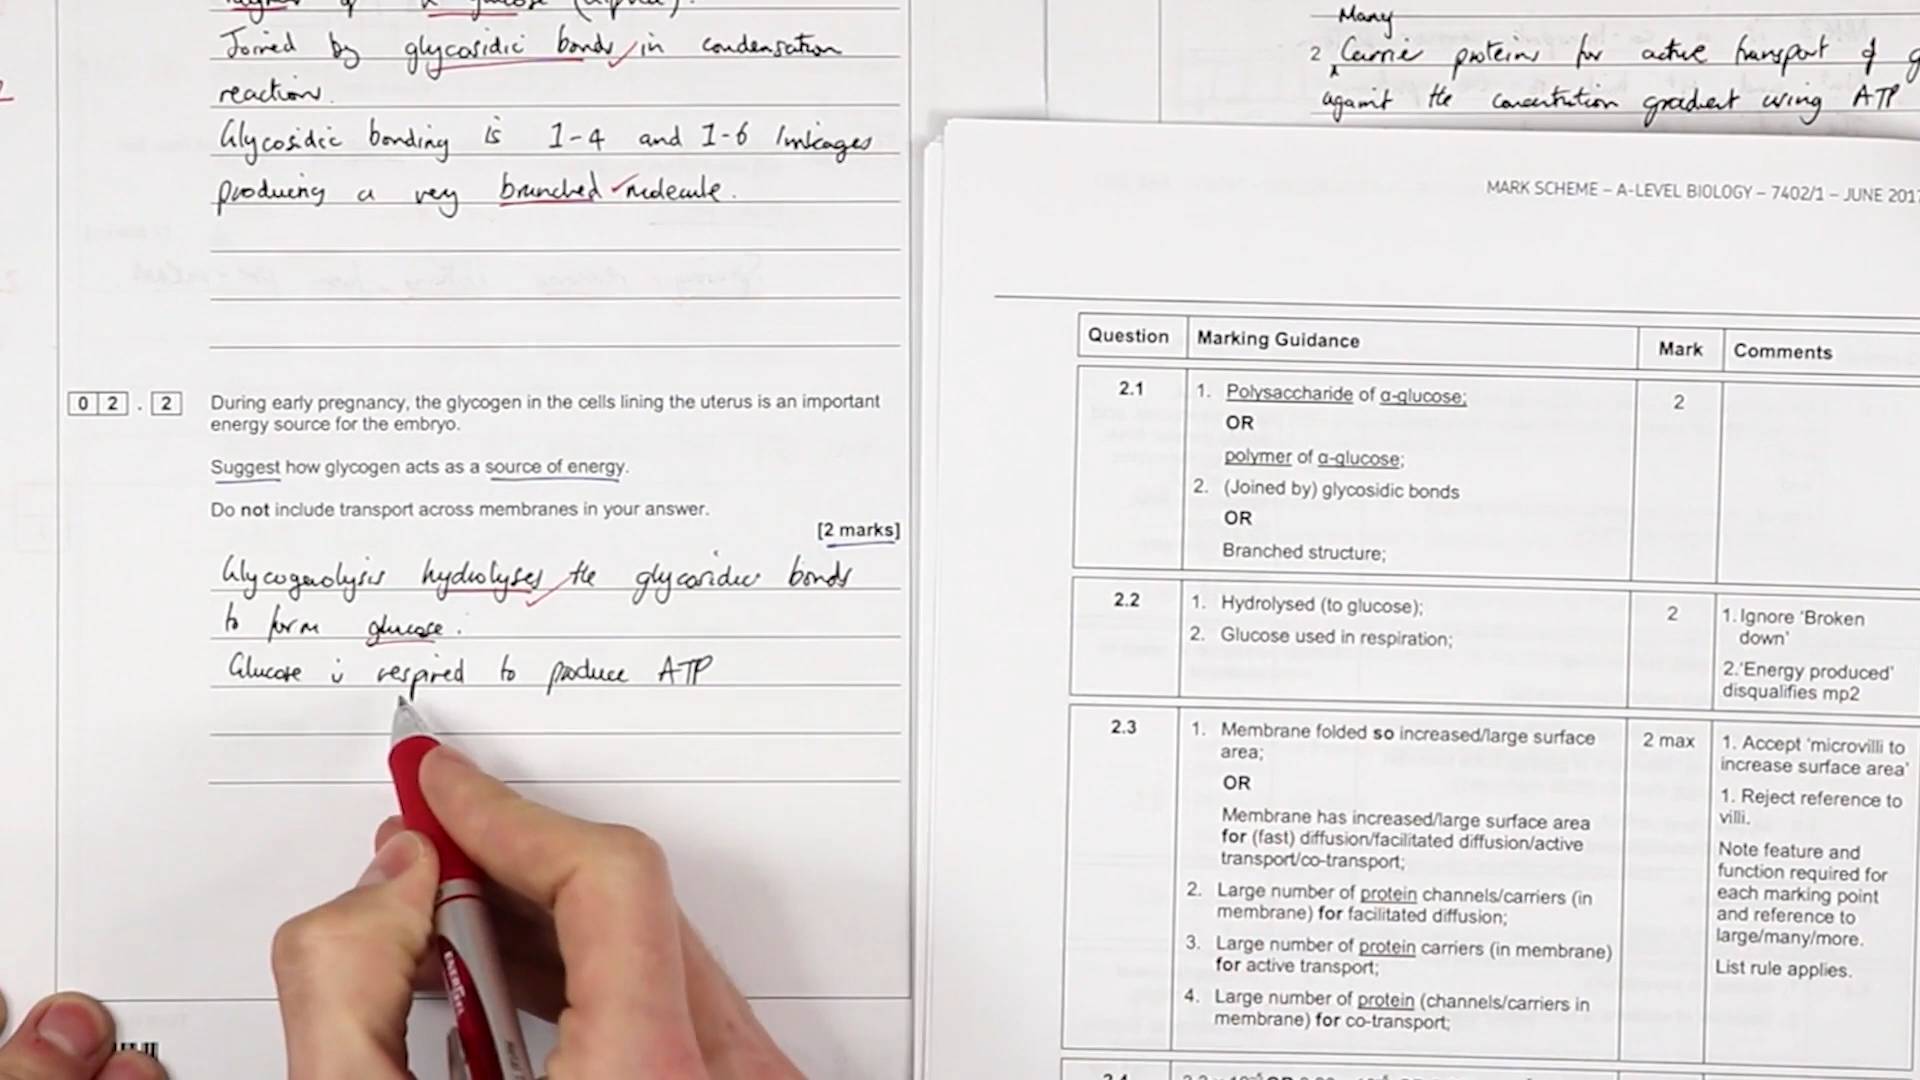 Joined by glycosidic bonds in condensation
reactions.
Glycosidic bonding is 1-4 and 1-6 linkages
producing a very branched molecule.
0 2 . 2
During early pregnancy, the glycogen in the cells lining the uterus is an important
energy source for the embryo.
Suggest how glycogen acts as a source of energy.
Do not include transport across membranes in your answer.
[2 marks]
Glycogenolysis hydrolyses the glycosidic bonds
to form glucose.
Glucose is respired to produce ATP
Many
2 Carrier proteins for active transport of
against the concentration gradient using ATP
MARK SCHEME – A-LEVEL BIOLOGY – 7402/1 – JUNE 2017
Question Marking Guidance Mark Comments
2.1 1. Polysaccharide of α-glucose; 2
OR
polymer of α-glucose;
2. (Joined by) glycosidic bonds
OR
Branched structure;
2.2 1. Hydrolysed (to glucose); 2 1. Ignore 'Broken
down'
2. Glucose used in respiration;
2.'Energy produced'
disqualifies mp2
2.3 1. Membrane folded so increased/large surface 2 max 1. Accept 'microvilli to
area; increase surface area'
OR 1. Reject reference to
villi.
Membrane has increased/large surface area
for (fast) diffusion/facilitated diffusion/active
transport/co-transport;
Note feature and
function required for
each marking point
and reference to
large/many/more.
2. Large number of protein channels/carriers (in
membrane) for facilitated diffusion;
3. Large number of protein carriers (in membrane)
for active transport;
List rule applies.
4. Large number of protein (channels/carriers in
membrane) for co-transport;
ENERGEL